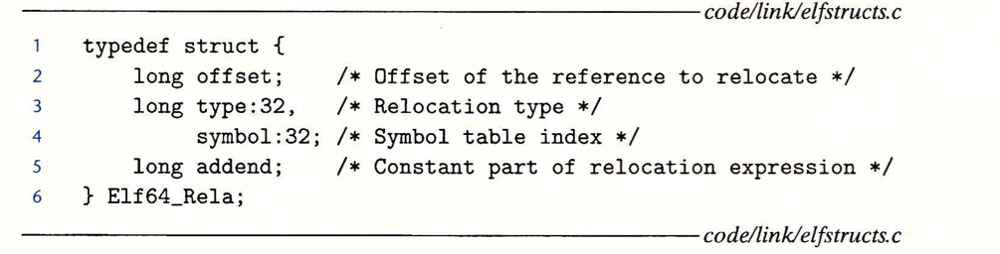 code/link/elfstructs.c
1 typedef struct {
2 long offset; /* Offset of the reference to relocate */
3 long type:32, /* Relocation type */
4 symbol:32; /* Symbol table index */
5 long addend; /* Constant part of relocation expression */
6 } Elf64_Rela;
code/link/elfstructs.c